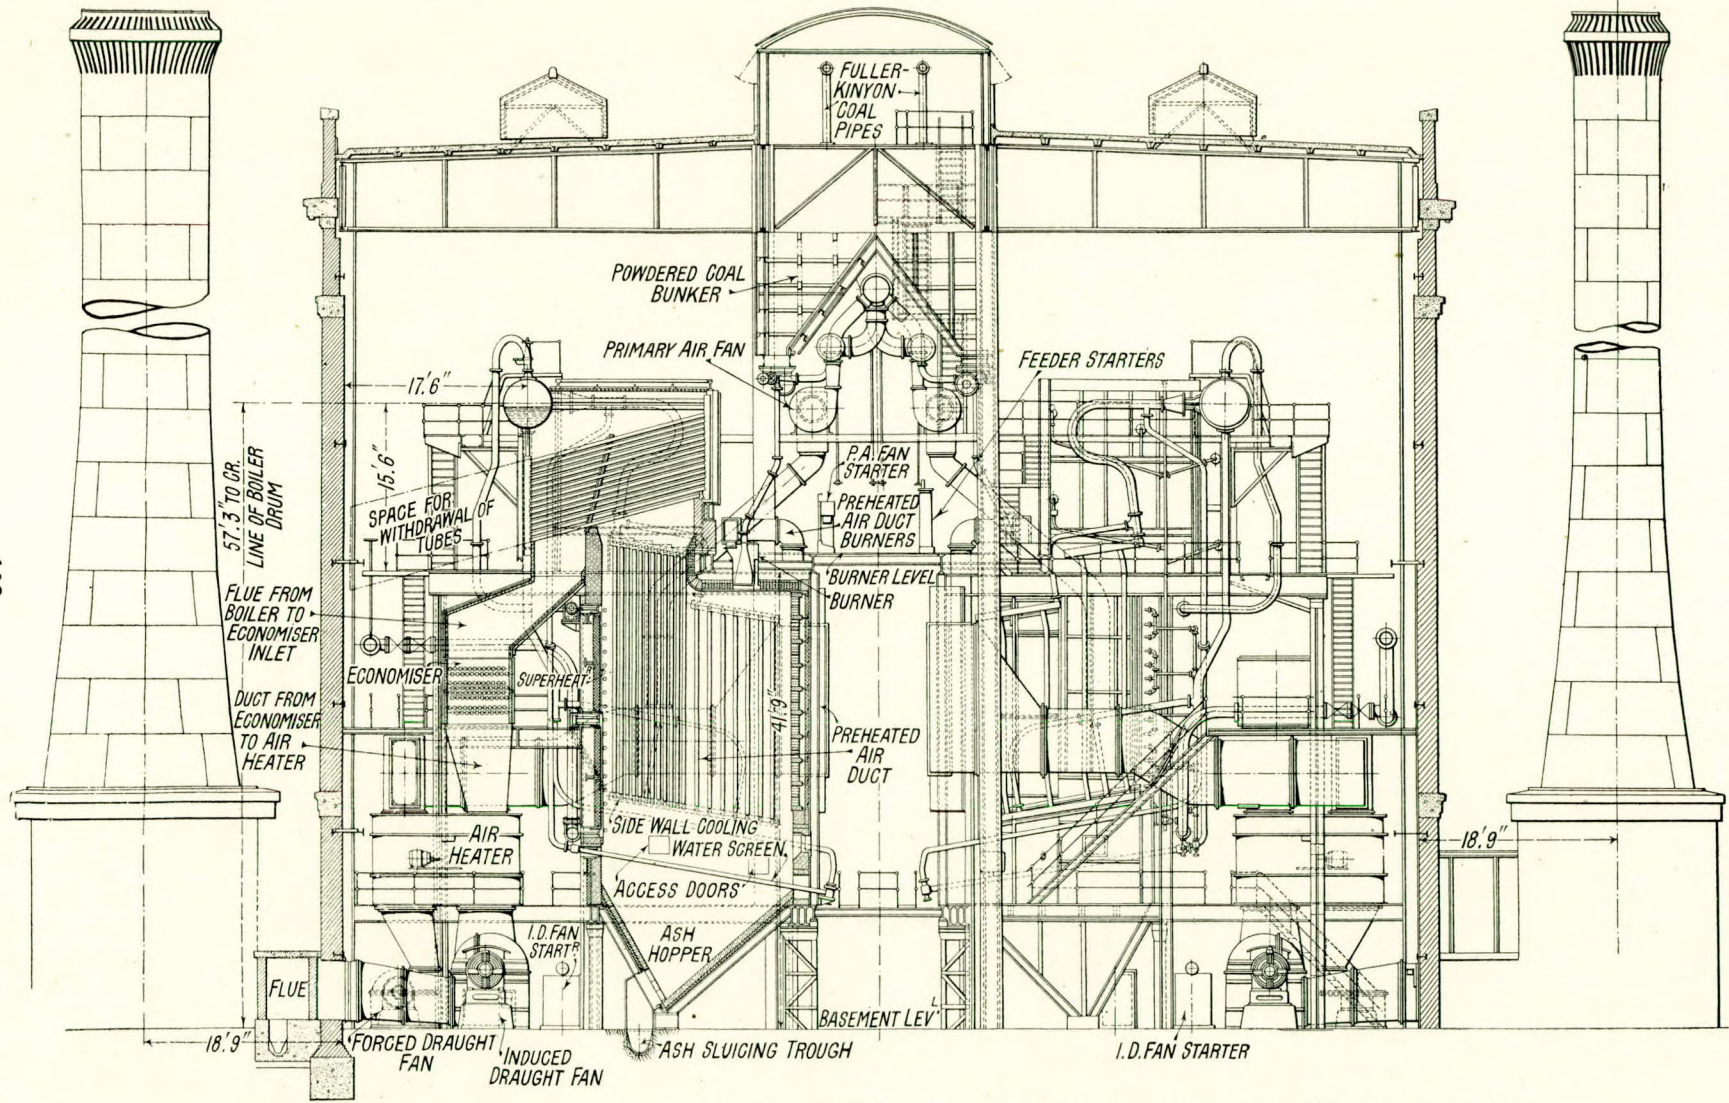 FULLER-
KINYON
COAL
PIPES
POWDERED COAL
BUNKER
PRIMARY AIR FAN
FEEDER STARTERS
17'.6"
15'.6"
57'.3" TO CR.
LINE OF BOILER
DRUM
SPACE FOR
WITHDRAWAL OF
TUBES
P.A. FAN
STARTER
PREHEATED
AIR DUCT
BURNERS
BURNER LEVEL
BURNER
FLUE FROM
BOILER TO
ECONOMISER
INLET
ECONOMISER
SUPERHEATR
DUCT FROM
ECONOMISER
TO AIR
HEATER
41'.9"
PREHEATED
AIR
DUCT
SIDE WALL COOLING
WATER SCREEN
AIR
HEATER
ACCESS DOORS
18'.9"
I.D. FAN
STARTR
ASH
HOPPER
FLUE
BASEMENT LEVL
18'.9"
FORCED DRAUGHT
FAN
INDUCED
DRAUGHT FAN
ASH SLUICING TROUGH
I.D. FAN STARTER